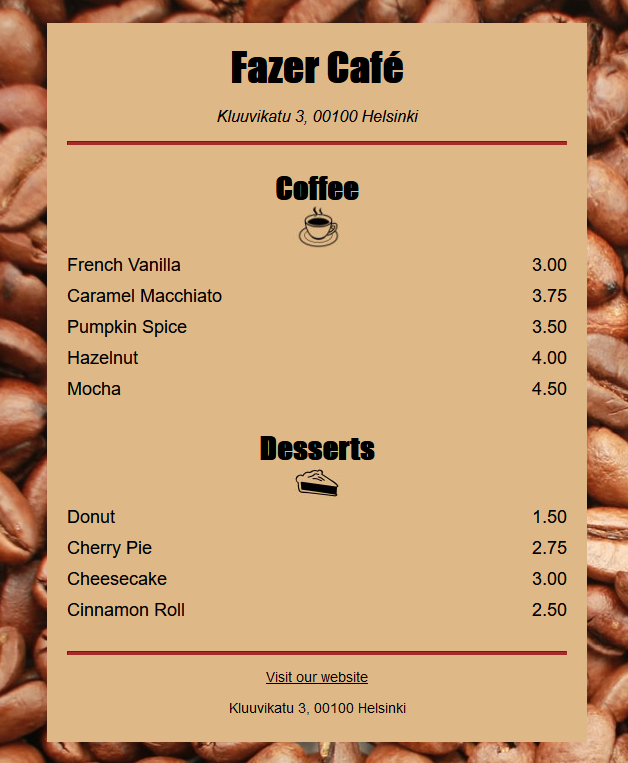 Fazer Café
Kluuvikatu 3, 00100 Helsinki
Coffee
French Vanilla 3.00
Caramel Macchiato 3.75
Pumpkin Spice 3.50
Hazelnut 4.00
Mocha 4.50
Desserts
Donut 1.50
Cherry Pie 2.75
Cheesecake 3.00
Cinnamon Roll 2.50
Visit our website
Kluuvikatu 3, 00100 Helsinki